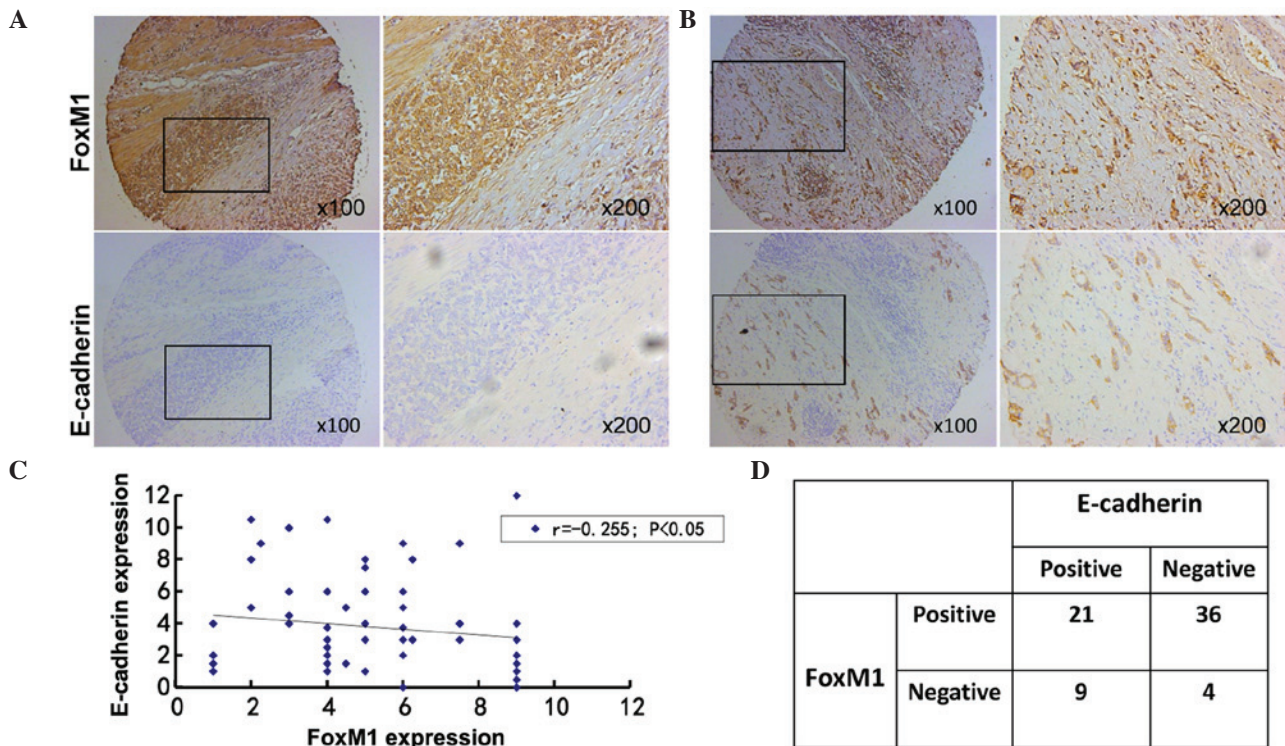 A
B
FoxM1
x100
x200
x100
x200
E-cadherin
x100
x200
x100
x200
C
D
E-cadherin expression
12
10
8
6
4
2
0
r=-0.255; P<0.05
0 2 4 6 8 10 12
FoxM1 expression
E-cadherin
Positive Negative
FoxM1
Positive 21 36
Negative 9 4